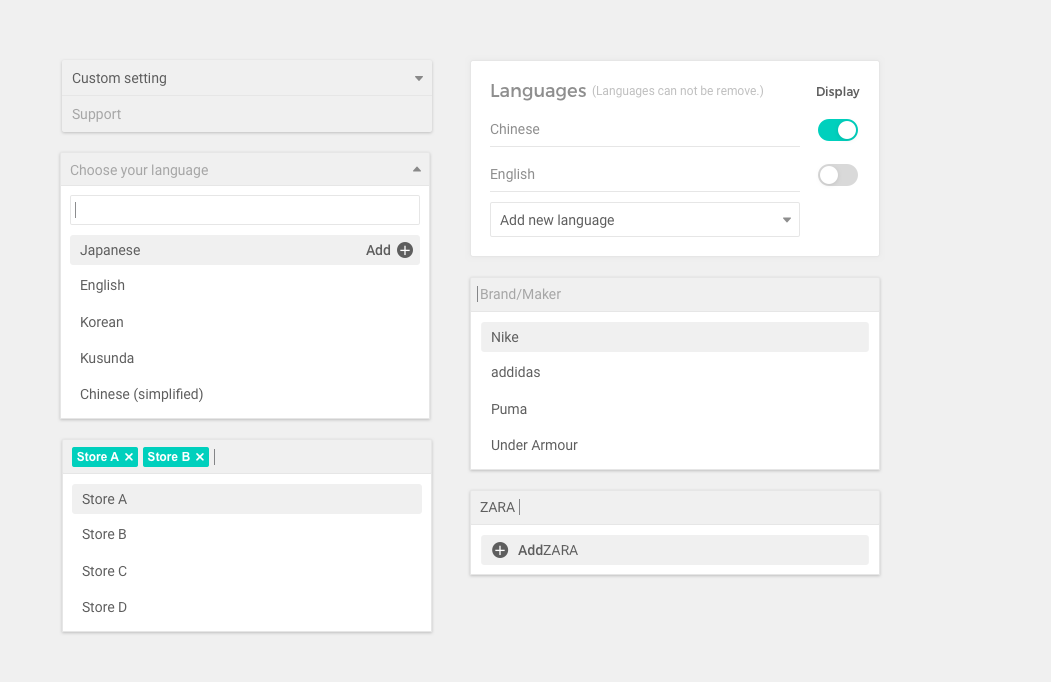 Custom setting
Support
Choose your language
Japanese Add
English
Korean
Kusunda
Chinese (simplified)
Store A Store B
Store A
Store B
Store C
Store D
Languages (Languages can not be remove.) Display
Chinese
English
Add new language
Brand/Maker
Nike
addidas
Puma
Under Armour
ZARA
AddZARA